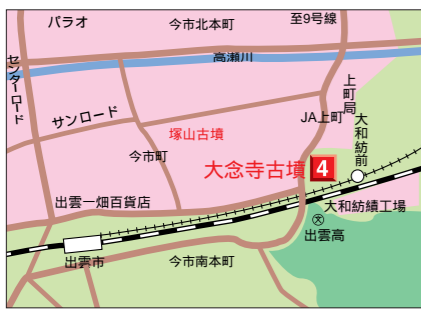 パラオ
今市北本町
至9号線
センターロード
高瀬川
上町局
サンロード
JA上町
大和紡前
塚山古墳
今市町
大念寺古墳 4
出雲一畑百貨店
大和紡績工場
文
出雲高
出雲市
今市南本町